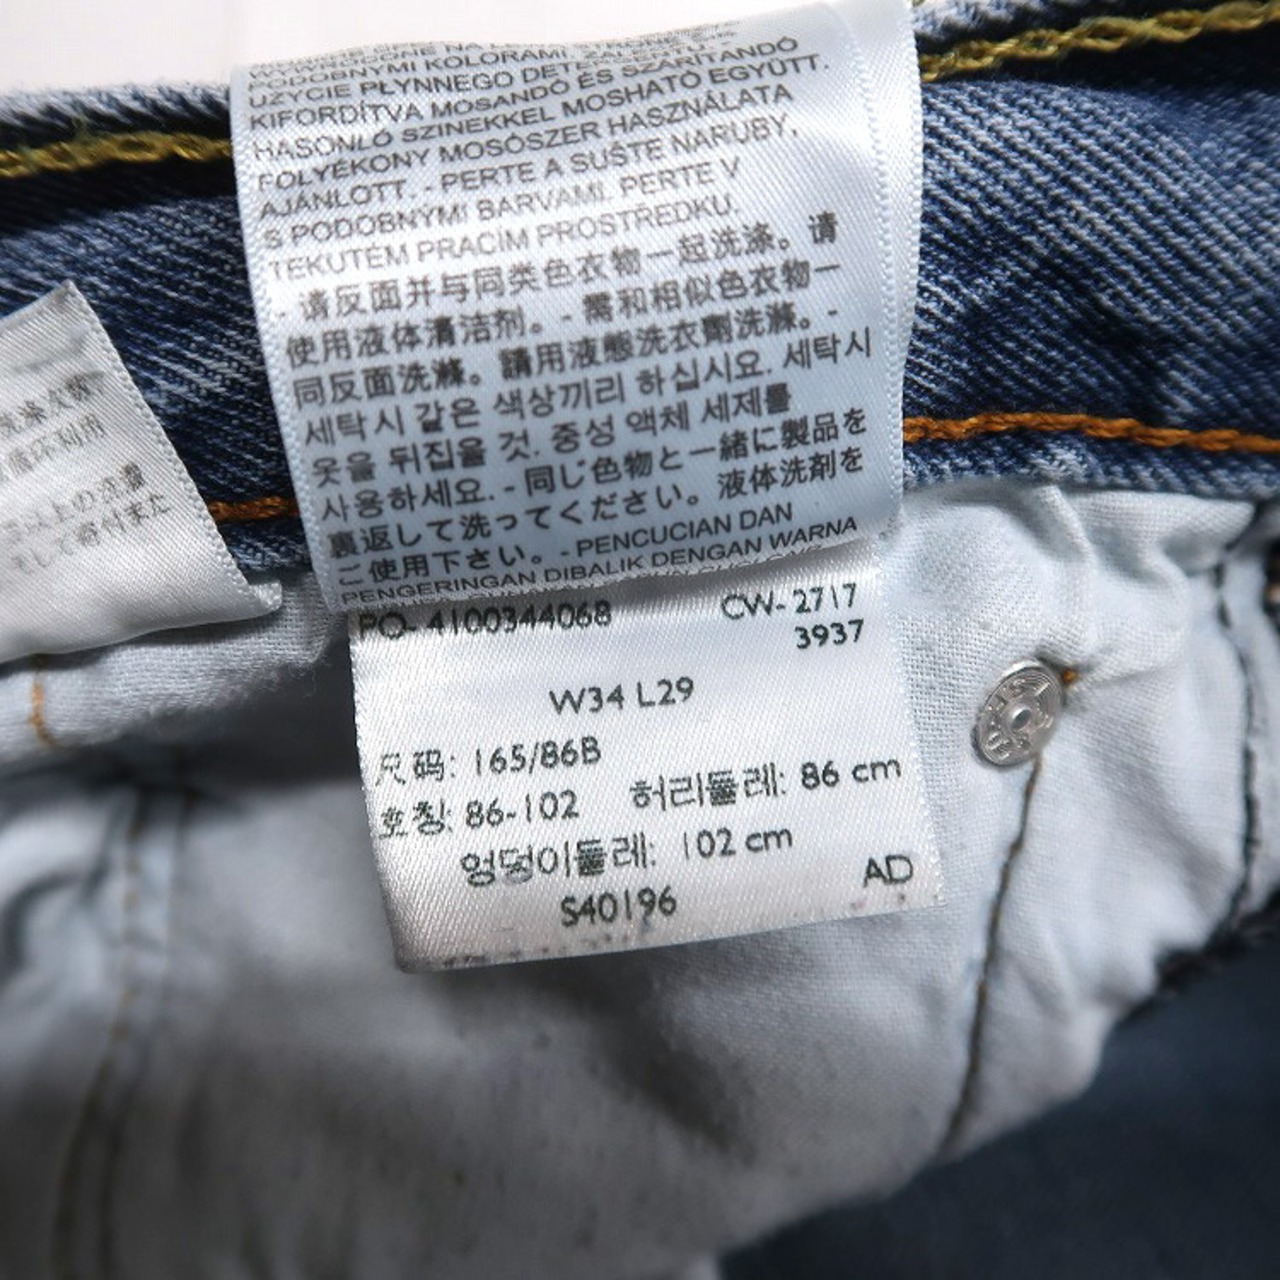 PODOBNYMI KOLORAMI
UŻYCIE PŁYNNEGO DETERGENTU -
KIFORDÍTVA MOSANDÓ ÉS SZÁRÍTANDÓ
HASONLÓ SZINEKKEL MOSHATÓ EGYÜTT.
FOLYÉKONY MOSÓSZER HASZNÁLATA
AJÁNLOTT. - PERTE A SUŠTE NARUBY,
S PODOBNÝMI BARVAMI. PERTE V
TEKUTÉM PRACÍM PROSTŘEDKU.
- 请反面并与同类色衣物一起洗涤。请
使用液体清洁剂。- 需和相似色衣物一
同反面洗滌。請用液態洗衣劑洗滌。-
세탁시 같은 색상끼리 하십시요. 세탁시
옷을 뒤집을 것. 중성 액체 세제를
사용하세요. - 同じ色物と一緒に製品を
裏返して洗ってください。液体洗剤を
ご使用下さい。- PENCUCIAN DAN
PENGERINGAN DIBALIK DENGAN WARNA
PO- 4100344068 CW- 2717
3937
W34 L29
尺码: 165/86B
호칭: 86-102 허리둘레: 86 cm
엉덩이둘레: 102 cm
S40196 AD